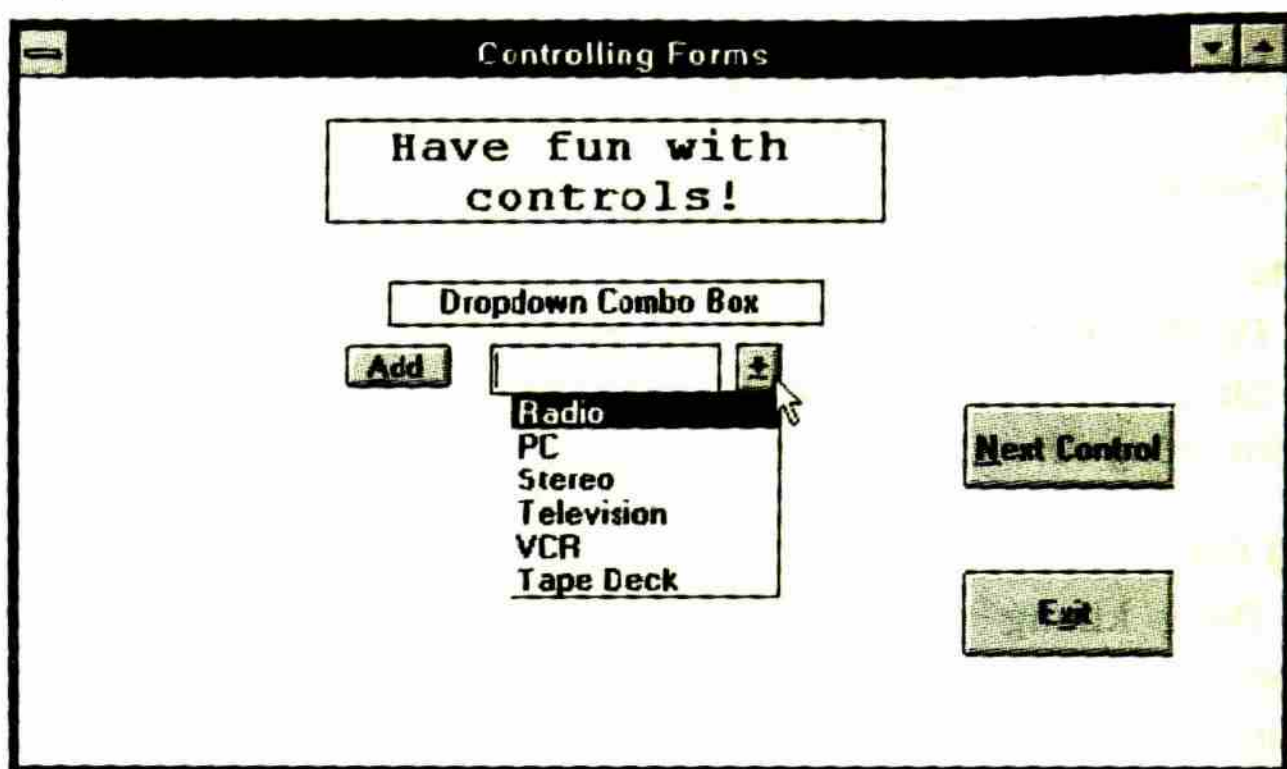 Controlling Forms
Have fun with
controls!
Dropdown Combo Box
Add
Radio
PC
Stereo
Television
VCR
Tape Deck
Next Control
Exit